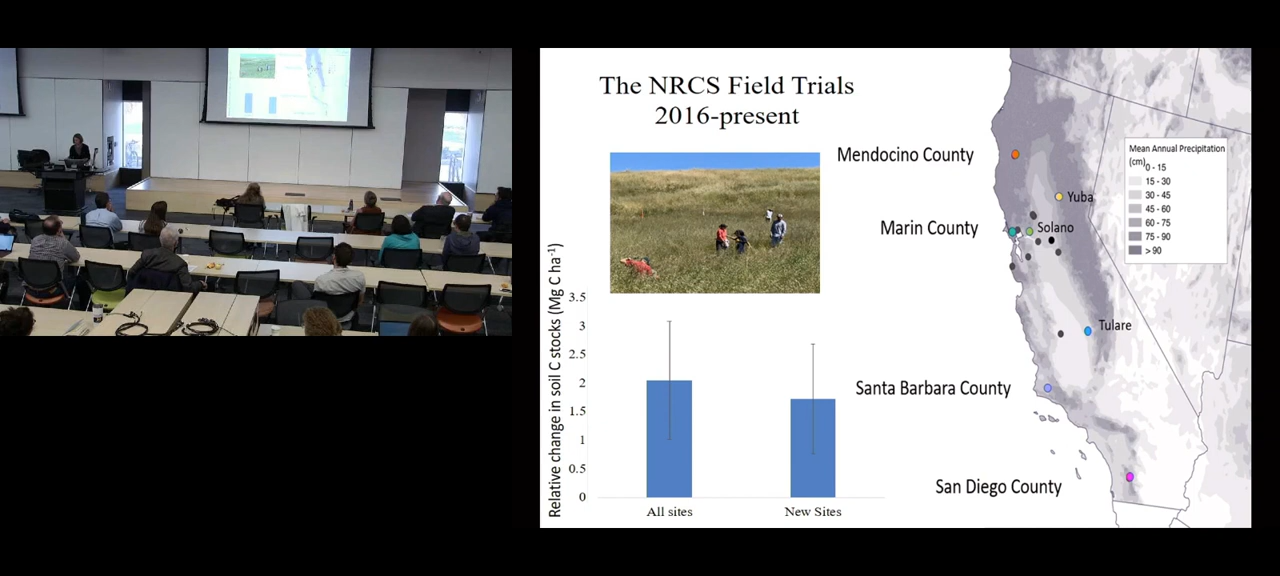 The NRCS Field Trials
2016-present
Mendocino County
Mean Annual Precipitation
(cm)
0 - 15
15 - 30
30 - 45
45 - 60
60 - 75
75 - 90
> 90
Yuba
Marin County
Solano
Relative change in soil C stocks (Mg C ha-1)
3.5
3
2.5
2
1.5
1
0.5
0
Tulare
Santa Barbara County
San Diego County
All sites
New Sites